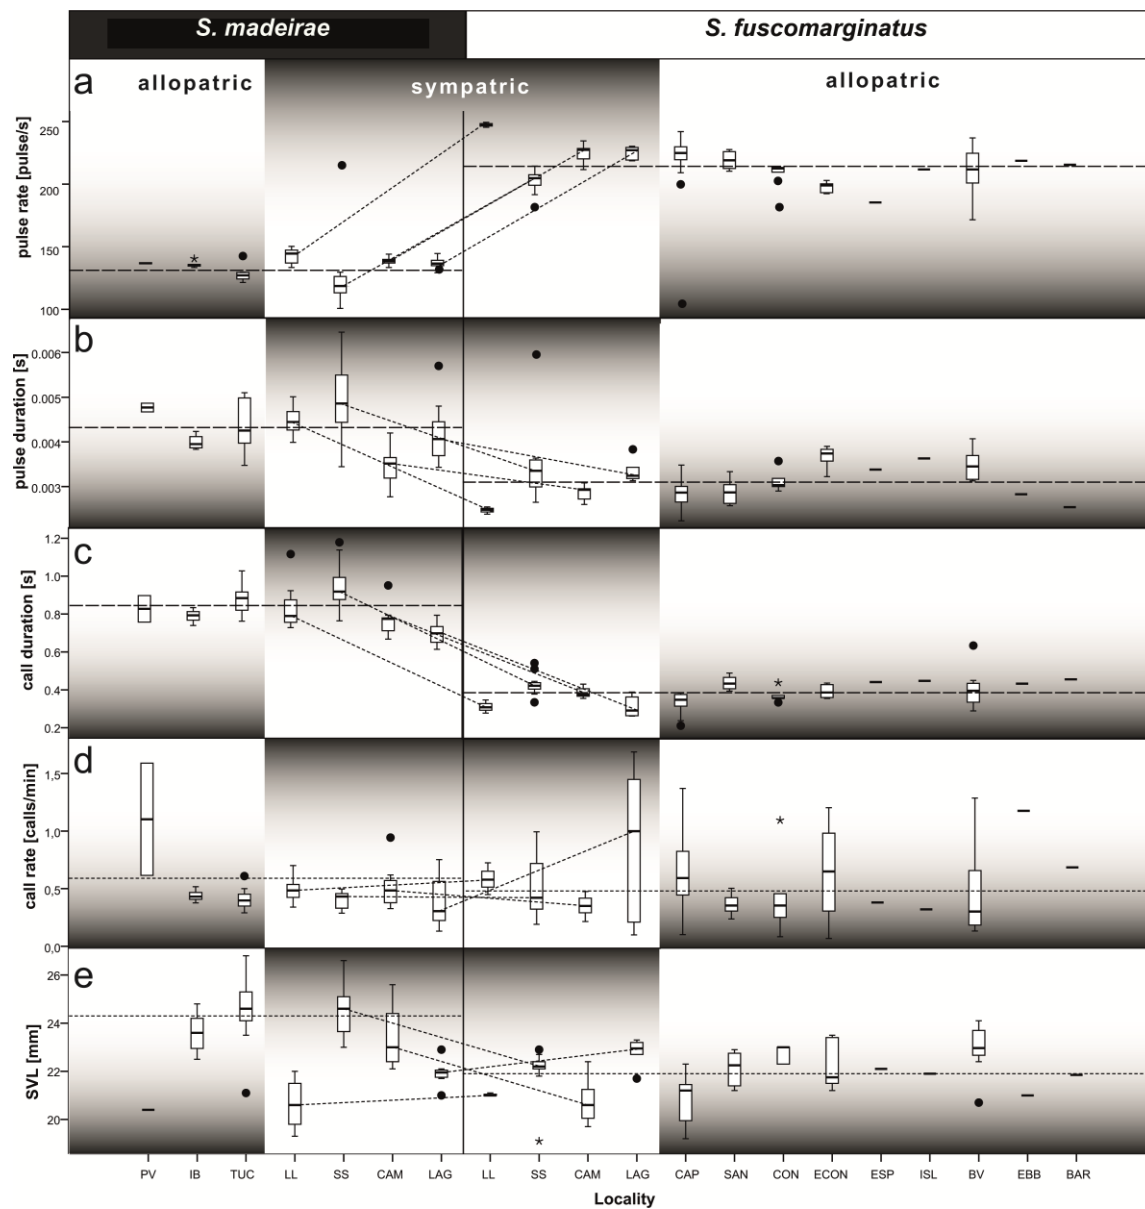 S. madeirae
S. fuscomarginatus
a
allopatric
sympatric
allopatric
pulse rate [pulse/s]
250
200
150
100
b
pulse duration [s]
0.006
0.005
0.004
0.003
c
call duration [s]
1.2
1.0
0.8
0.6
0.4
0.2
d
call rate [calls/min]
1,5
1,0
0,5
0,0
e
SVL [mm]
26
24
22
20
PV IB TUC LL SS CAM LAG LL SS CAM LAG CAP SAN CON ECON ESP ISL BV EBB BAR
Locality